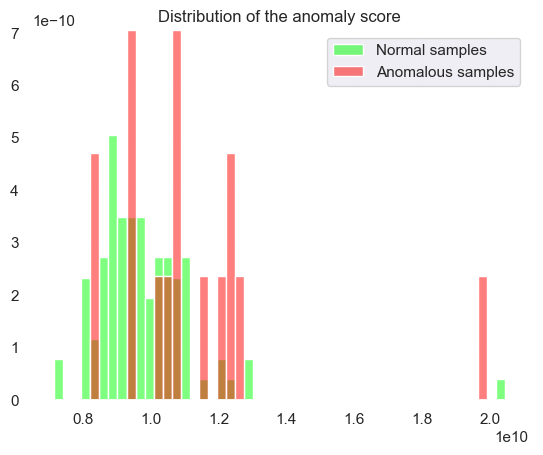 Distribution of the anomaly score
1e−10
Normal samples
Anomalous samples
7
6
5
4
3
2
1
0
0.8 1.0 1.2 1.4 1.6 1.8 2.0
1e10